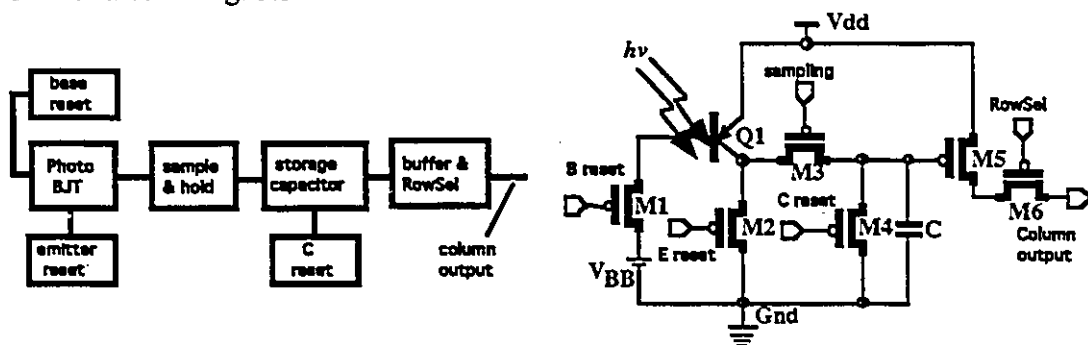 base
reset
Photo
BJT
sample
& hold
storage
capacitor
buffer &
RowSel
emitter
reset
C
reset
column
output
Vdd
hν
sampling
RowSel
Q1
M5
M3
B reset
M1
C reset
M2
M4
C
M6
Column
output
E reset
VBB
Gnd